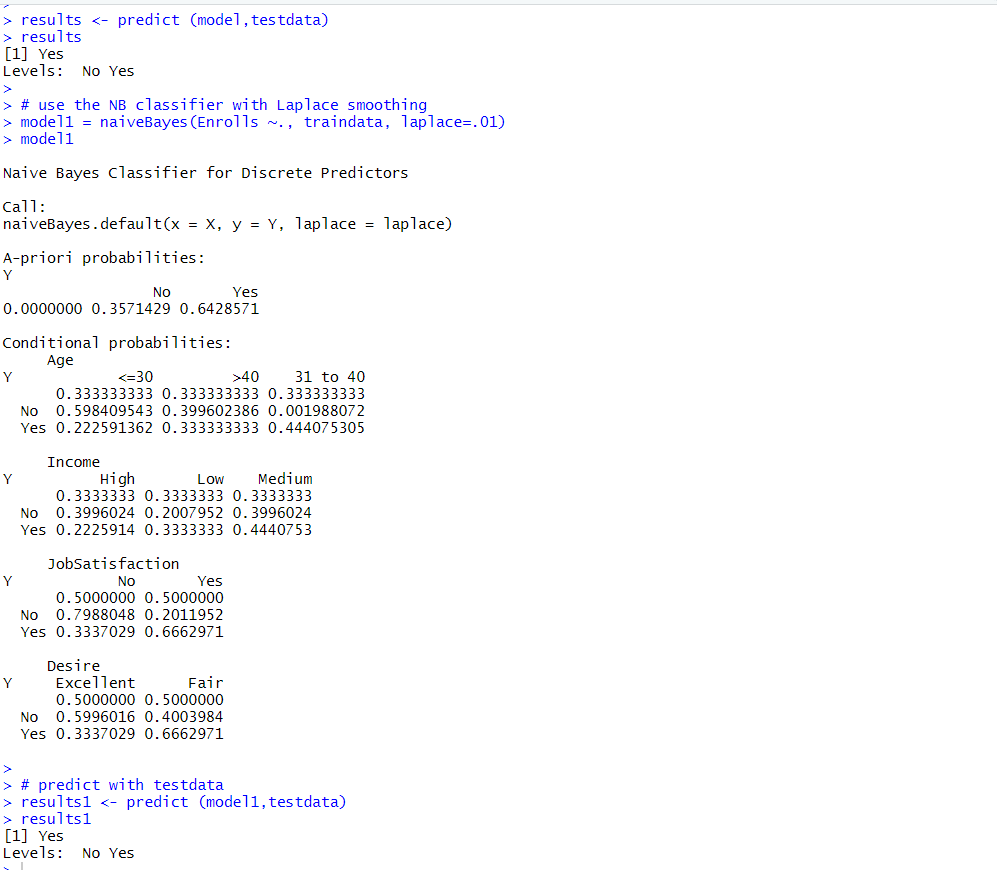 > results <- predict (model,testdata)
> results
[1] Yes
Levels:  No Yes
>
> # use the NB classifier with Laplace smoothing
> model1 = naiveBayes(Enrolls ~., traindata, laplace=.01)
> model1

Naive Bayes Classifier for Discrete Predictors

Call:
naiveBayes.default(x = X, y = Y, laplace = laplace)

A-priori probabilities:
Y
                 No       Yes 
0.0000000 0.3571429 0.6428571 

Conditional probabilities:
     Age
Y            <=30         >40    31 to 40
      0.333333333 0.333333333 0.333333333
  No  0.598409543 0.399602386 0.001988072
  Yes 0.222591362 0.333333333 0.444075305

     Income
Y          High       Low    Medium
      0.3333333 0.3333333 0.3333333
  No  0.3996024 0.2007952 0.3996024
  Yes 0.2225914 0.3333333 0.4440753

     JobSatisfaction
Y            No       Yes
      0.5000000 0.5000000
  No  0.7988048 0.2011952
  Yes 0.3337029 0.6662971

     Desire
Y     Excellent      Fair
      0.5000000 0.5000000
  No  0.5996016 0.4003984
  Yes 0.3337029 0.6662971

>
> # predict with testdata
> results1 <- predict (model1,testdata)
> results1
[1] Yes
Levels:  No Yes
>